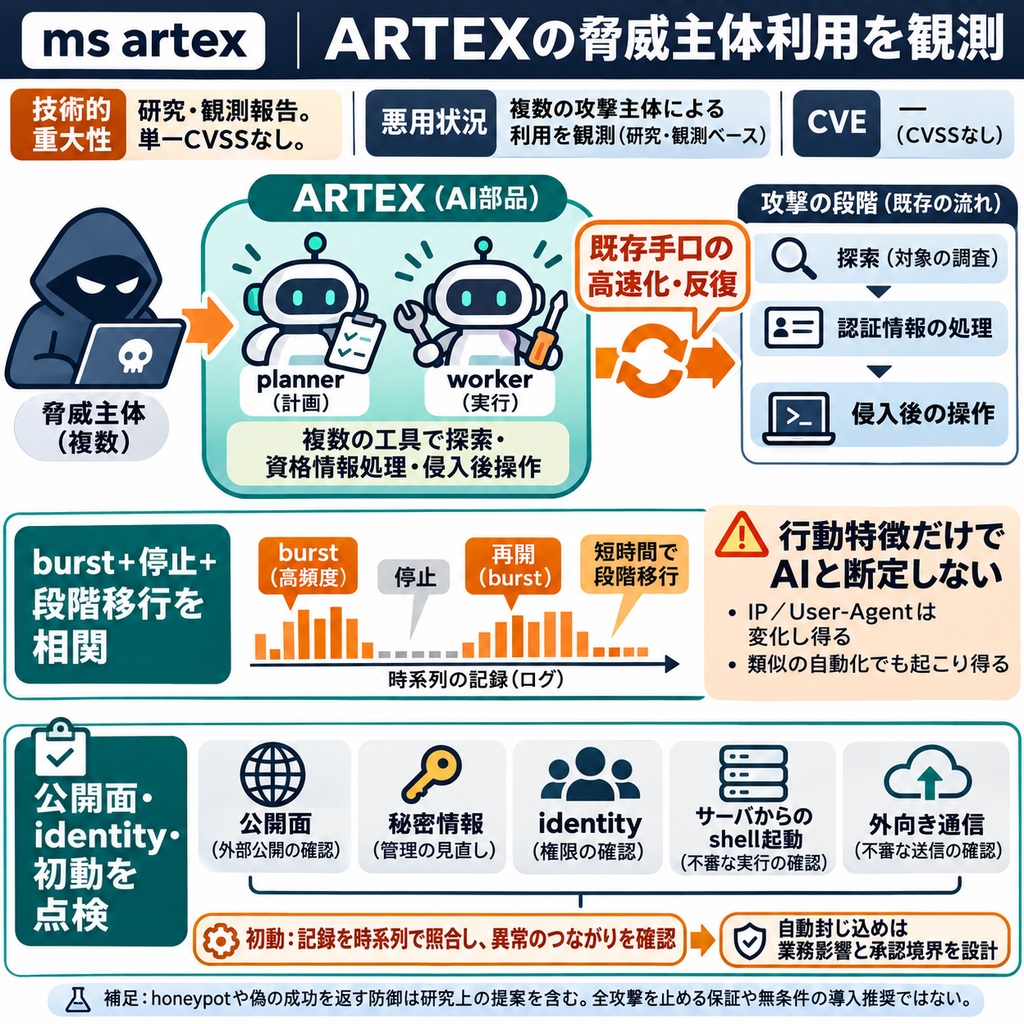 ms artex
ARTEXの脅威主体利用を観測
技術的
重大性
研究・観測報告。
単一CVSSなし。
悪用状況
複数の攻撃主体による
利用を観測(研究・観測ベース)
CVE
—
(CVSSなし)
ARTEX(AI部品)
planner
(計画)
worker
(実行)
複数の工具で探索・
資格情報処理・侵入後操作
脅威主体
(複数)
既存手口の
高速化・反復
攻撃の段階(既存の流れ)
探索(対象の調査)
認証情報の処理
侵入後の操作
burst+停止+
段階移行を
相関
burst
(高頻度)
停止
再開
(burst)
短時間で
段階移行
時系列の記録(ログ)
行動特徴だけで
AIと断定しない
• IP/User-Agentは
変化し得る
• 類似の自動化でも起こり得る
公開面・
identity・
初動を
点検
公開面
(外部公開の確認)
秘密情報
(管理の見直し)
identity
(権限の確認)
サーバからの
shell起動
(不審な実行の確認)
外向き通信
(不審な送信の確認)
初動:記録を時系列で照合し、異常のつながりを確認
自動封じ込めは
業務影響と承認境界を設計
補足:honeypotや偽の成功を返す防御は研究上の提案を含む。全攻撃を止める保証や無条件の導入推奨ではない。